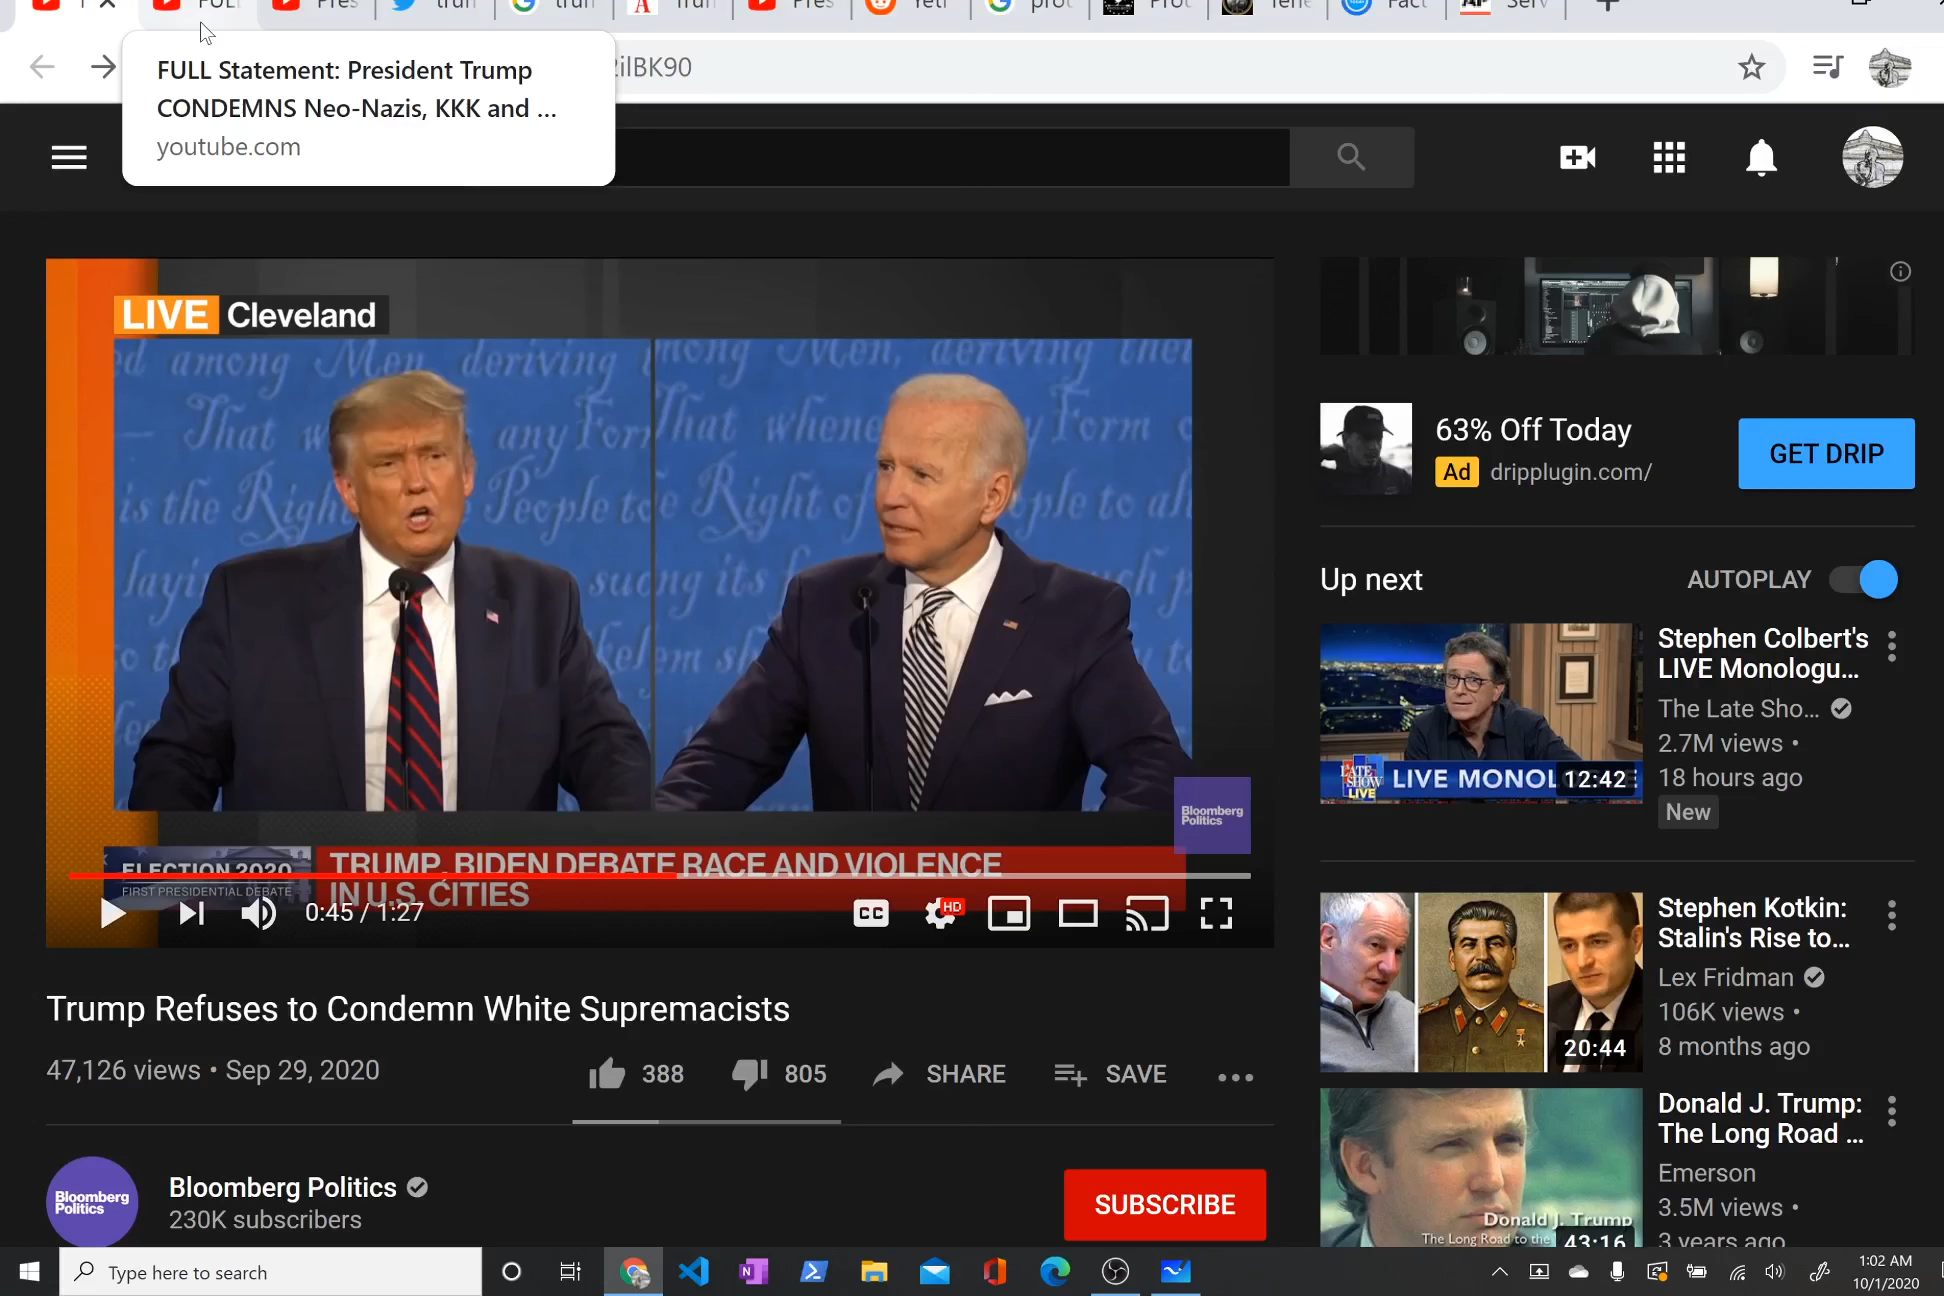 FULL Statement: President Trump
CONDEMNS Neo-Nazis, KKK and ...
youtube.com
ilBK90
LIVE Cleveland
Bloomberg
Politics
ELECTION 2020
FIRST PRESIDENTIAL DEBATE
TRUMP, BIDEN DEBATE RACE AND VIOLENCE
IN U.S. CITIES
0:45 / 1:27
CC
HD
Trump Refuses to Condemn White Supremacists
47,126 views • Sep 29, 2020
388
805
SHARE
SAVE
Bloomberg
Politics
Bloomberg Politics
230K subscribers
SUBSCRIBE
63% Off Today
Ad dripplugin.com/
GET DRIP
Up next
AUTOPLAY
LATE
SHOW
LIVE
LIVE MONOL
12:42
Stephen Colbert's
LIVE Monologu...
The Late Sho...
2.7M views •
18 hours ago
New
20:44
Stephen Kotkin:
Stalin's Rise to...
Lex Fridman
106K views •
8 months ago
Donald J. Trump
The Long Road to the
43:16
Donald J. Trump:
The Long Road ...
Emerson
3.5M views •
3 years ago
Type here to search
1:02 AM
10/1/2020